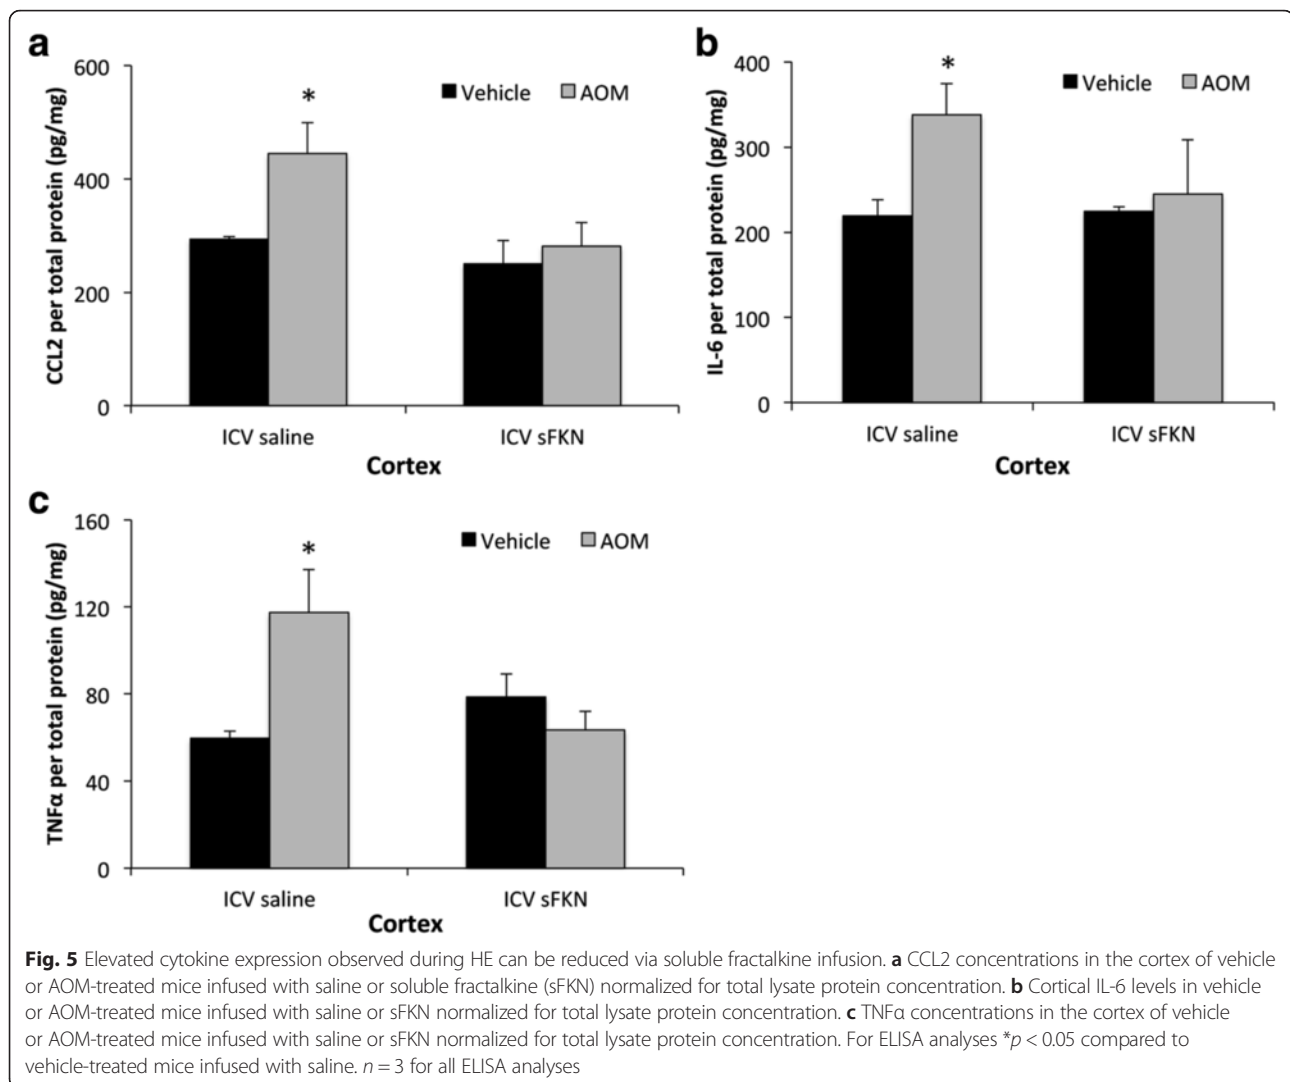 a
b
600
400
200
0
CCL2 per total protein (pg/mg)
Vehicle AOM
*
ICV saline ICV sFKN
Cortex
400
300
200
100
0
IL-6 per total protein (pg/mg)
Vehicle AOM
*
ICV saline ICV sFKN
Cortex
c
160
120
80
40
0
TNFα per total protein (pg/mg)
Vehicle AOM
*
ICV saline ICV sFKN
Cortex
Fig. 5 Elevated cytokine expression observed during HE can be reduced via soluble fractalkine infusion. a CCL2 concentrations in the cortex of vehicle
or AOM-treated mice infused with saline or soluble fractalkine (sFKN) normalized for total lysate protein concentration. b Cortical IL-6 levels in vehicle
or AOM-treated mice infused with saline or sFKN normalized for total lysate protein concentration. c TNFα concentrations in the cortex of vehicle
or AOM-treated mice infused with saline or sFKN normalized for total lysate protein concentration. For ELISA analyses *p < 0.05 compared to
vehicle-treated mice infused with saline. n = 3 for all ELISA analyses